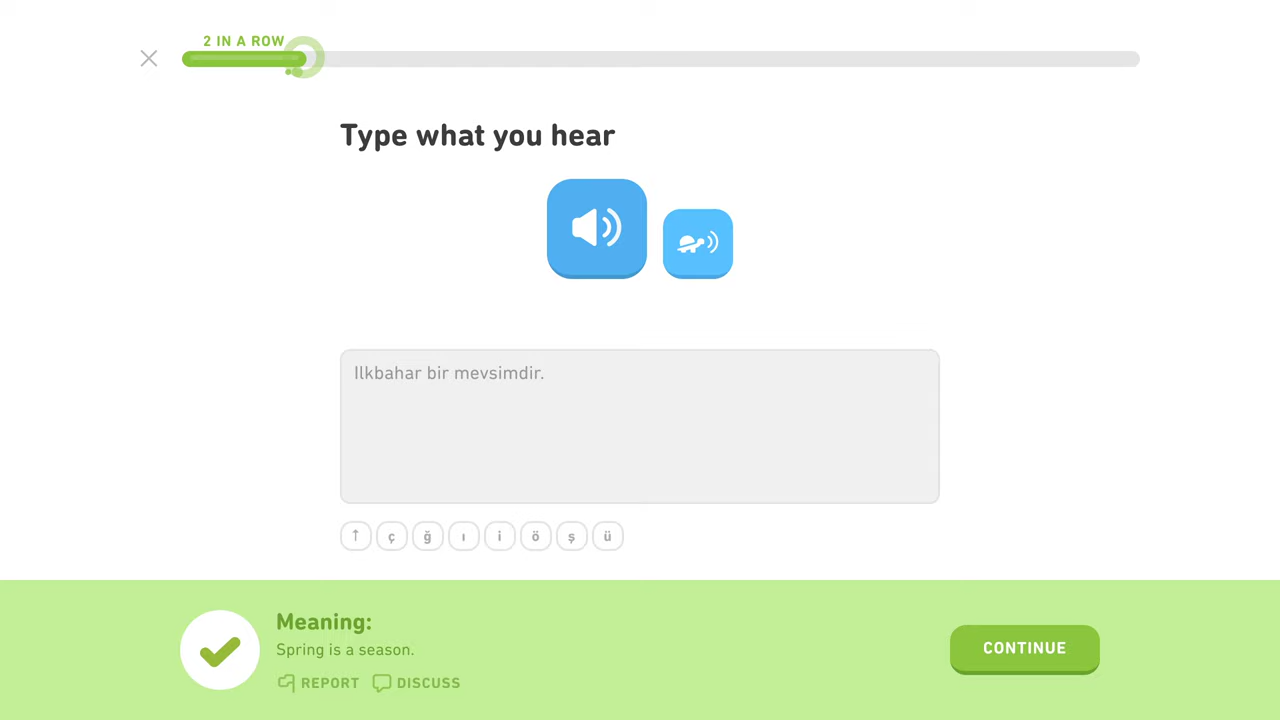 2 IN A ROW
Type what you hear
Ilkbahar bir mevsimdir.
↑ ç ğ ı i ö ş ü
Meaning:
Spring is a season.
REPORT DISCUSS
CONTINUE